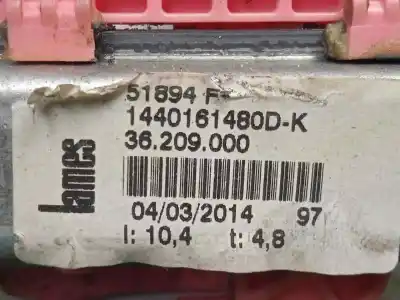 51894 F
1440161480D-K
36.209.000
Lames
04/03/2014 97
I: 10,4 t: 4,8